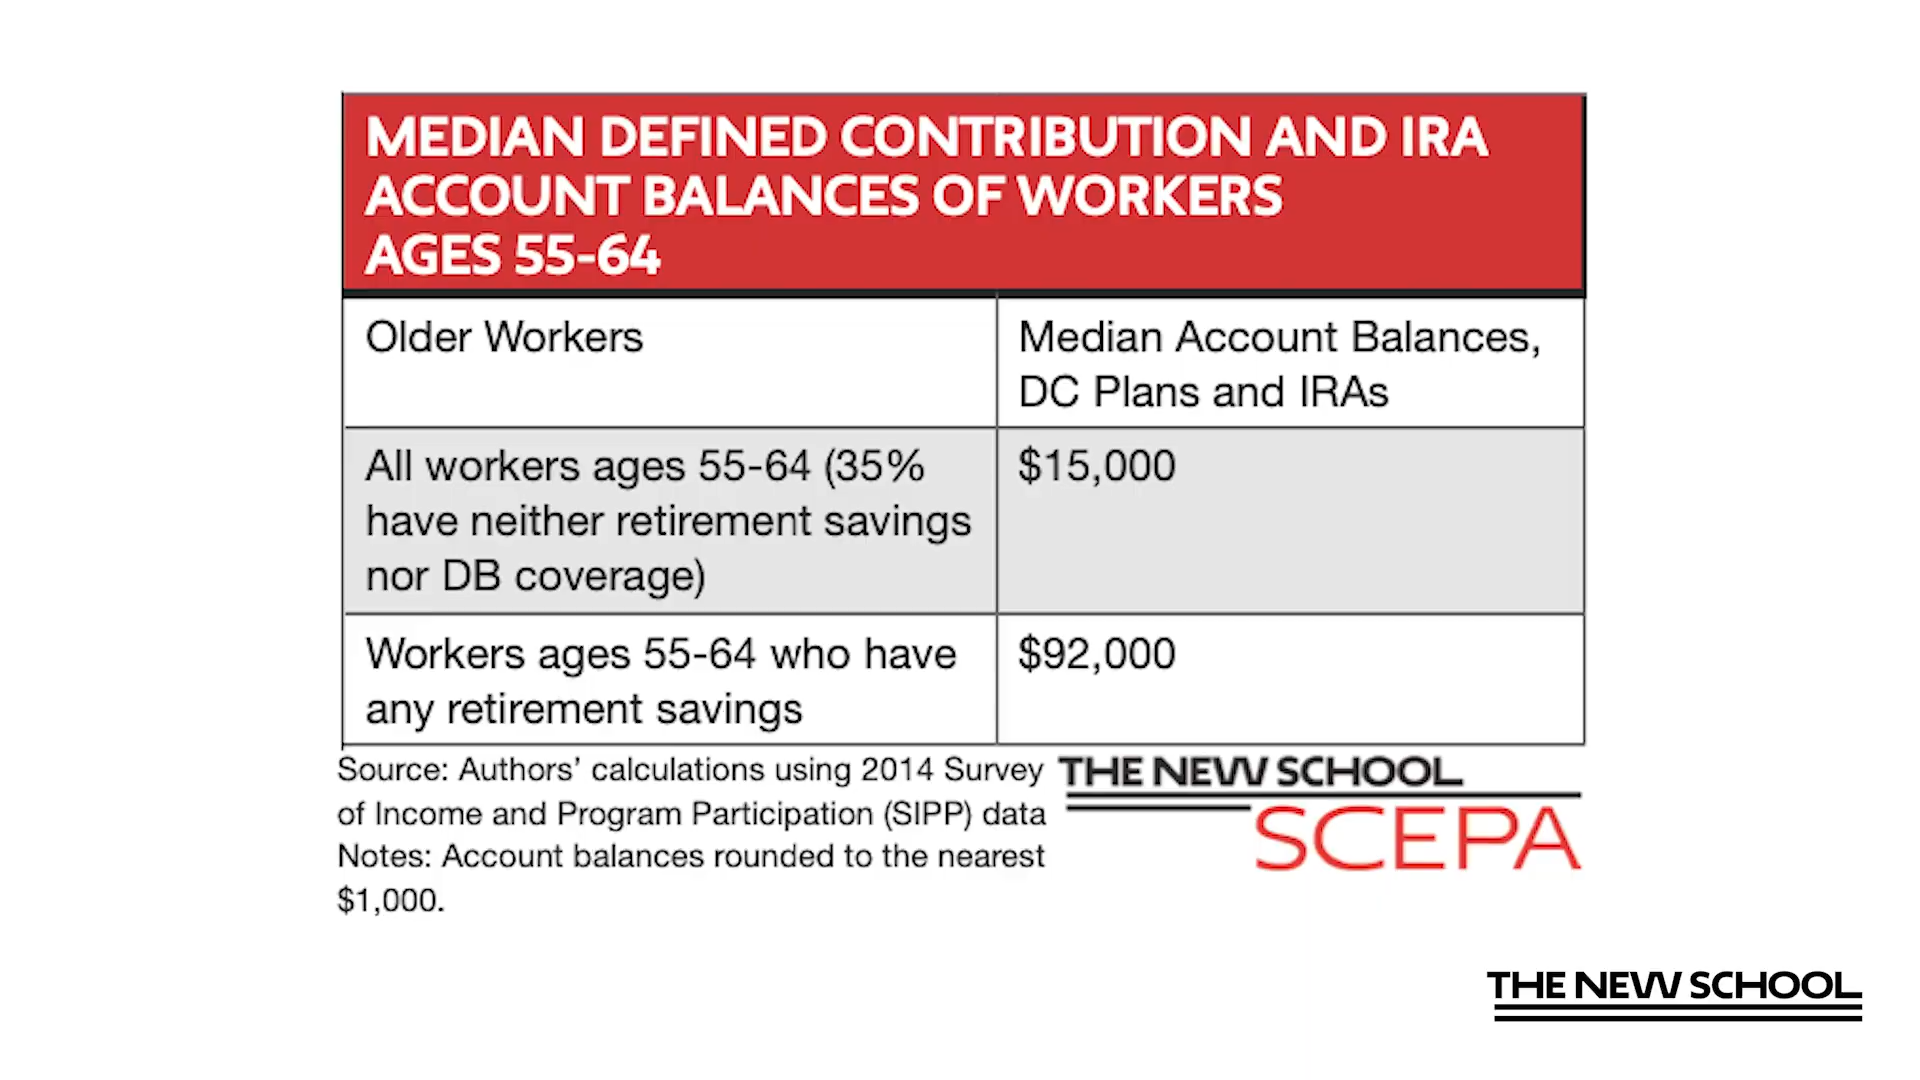 MEDIAN DEFINED CONTRIBUTION AND IRA
ACCOUNT BALANCES OF WORKERS
AGES 55-64
Older Workers
Median Account Balances,
DC Plans and IRAs
All workers ages 55-64 (35%
have neither retirement savings
nor DB coverage)
$15,000
Workers ages 55-64 who have
any retirement savings
$92,000
Source: Authors’ calculations using 2014 Survey
of Income and Program Participation (SIPP) data
Notes: Account balances rounded to the nearest
$1,000.
THE NEW SCHOOL
SCEPA
THE NEW SCHOOL